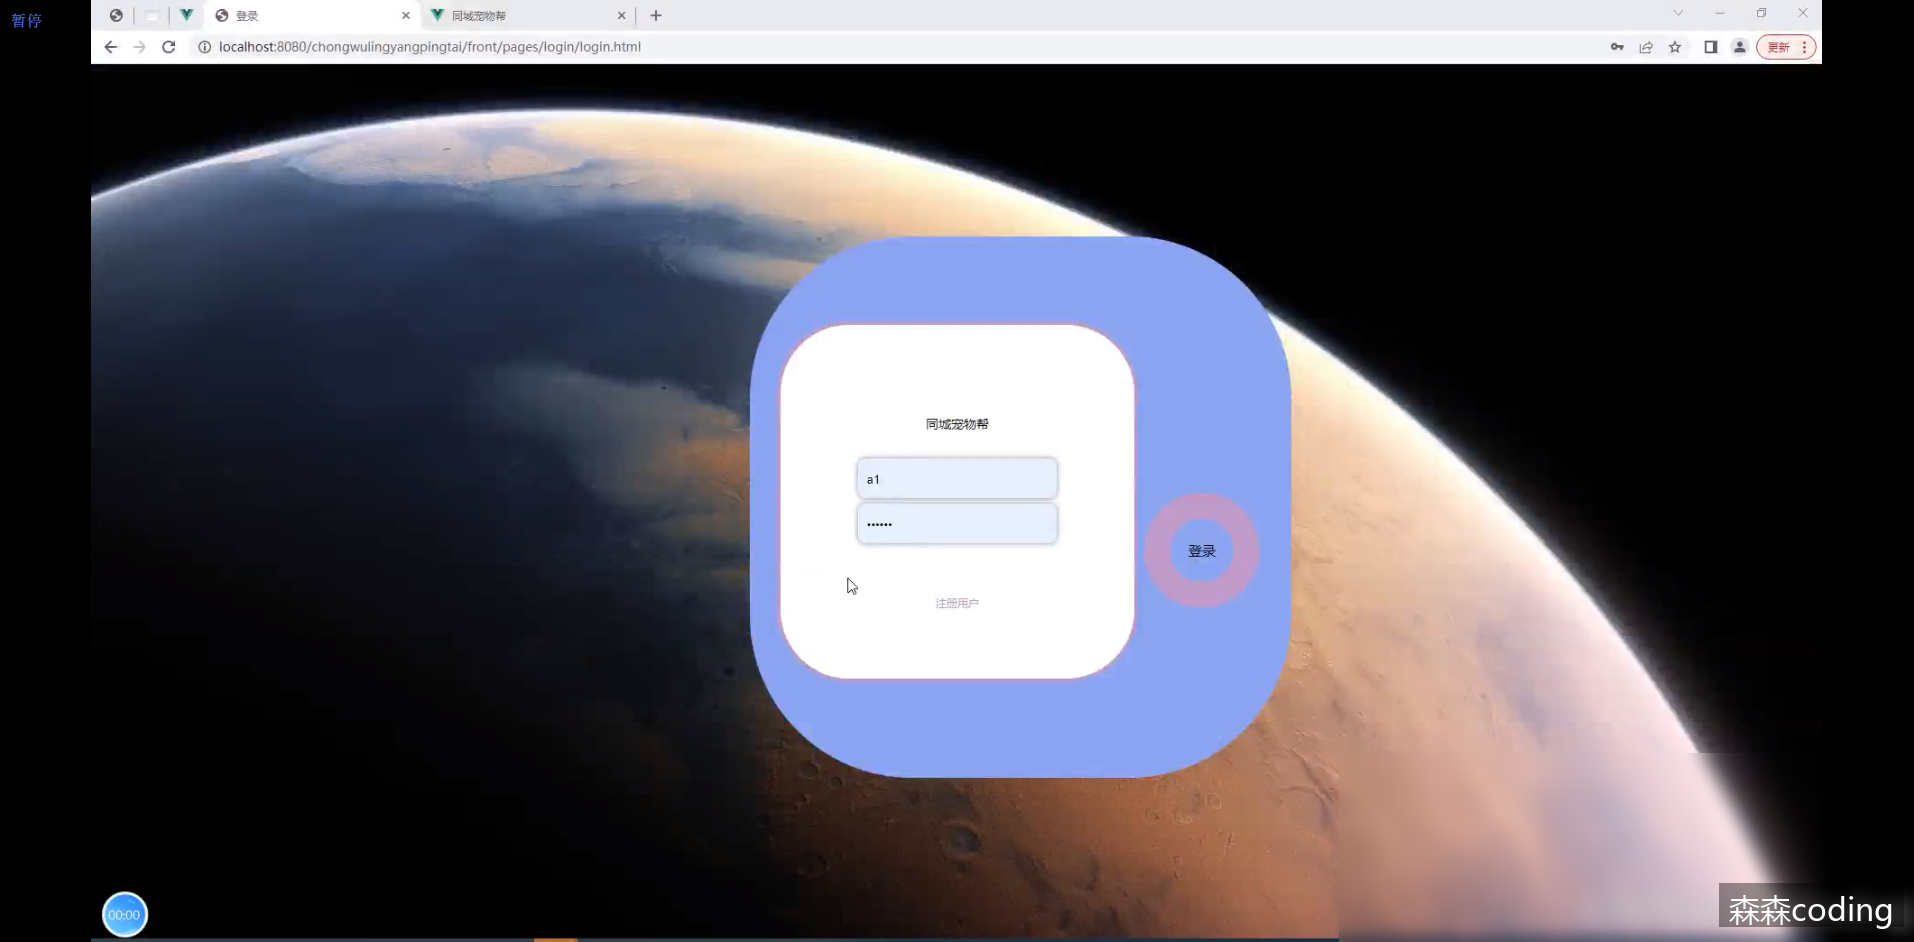 暂停
登录
同城宠物帮
localhost:8080/chongwulingyangpingtai/front/pages/login/login.html
更新
同城宠物帮
a1
••••••
登录
注册用户
00:00
森森coding